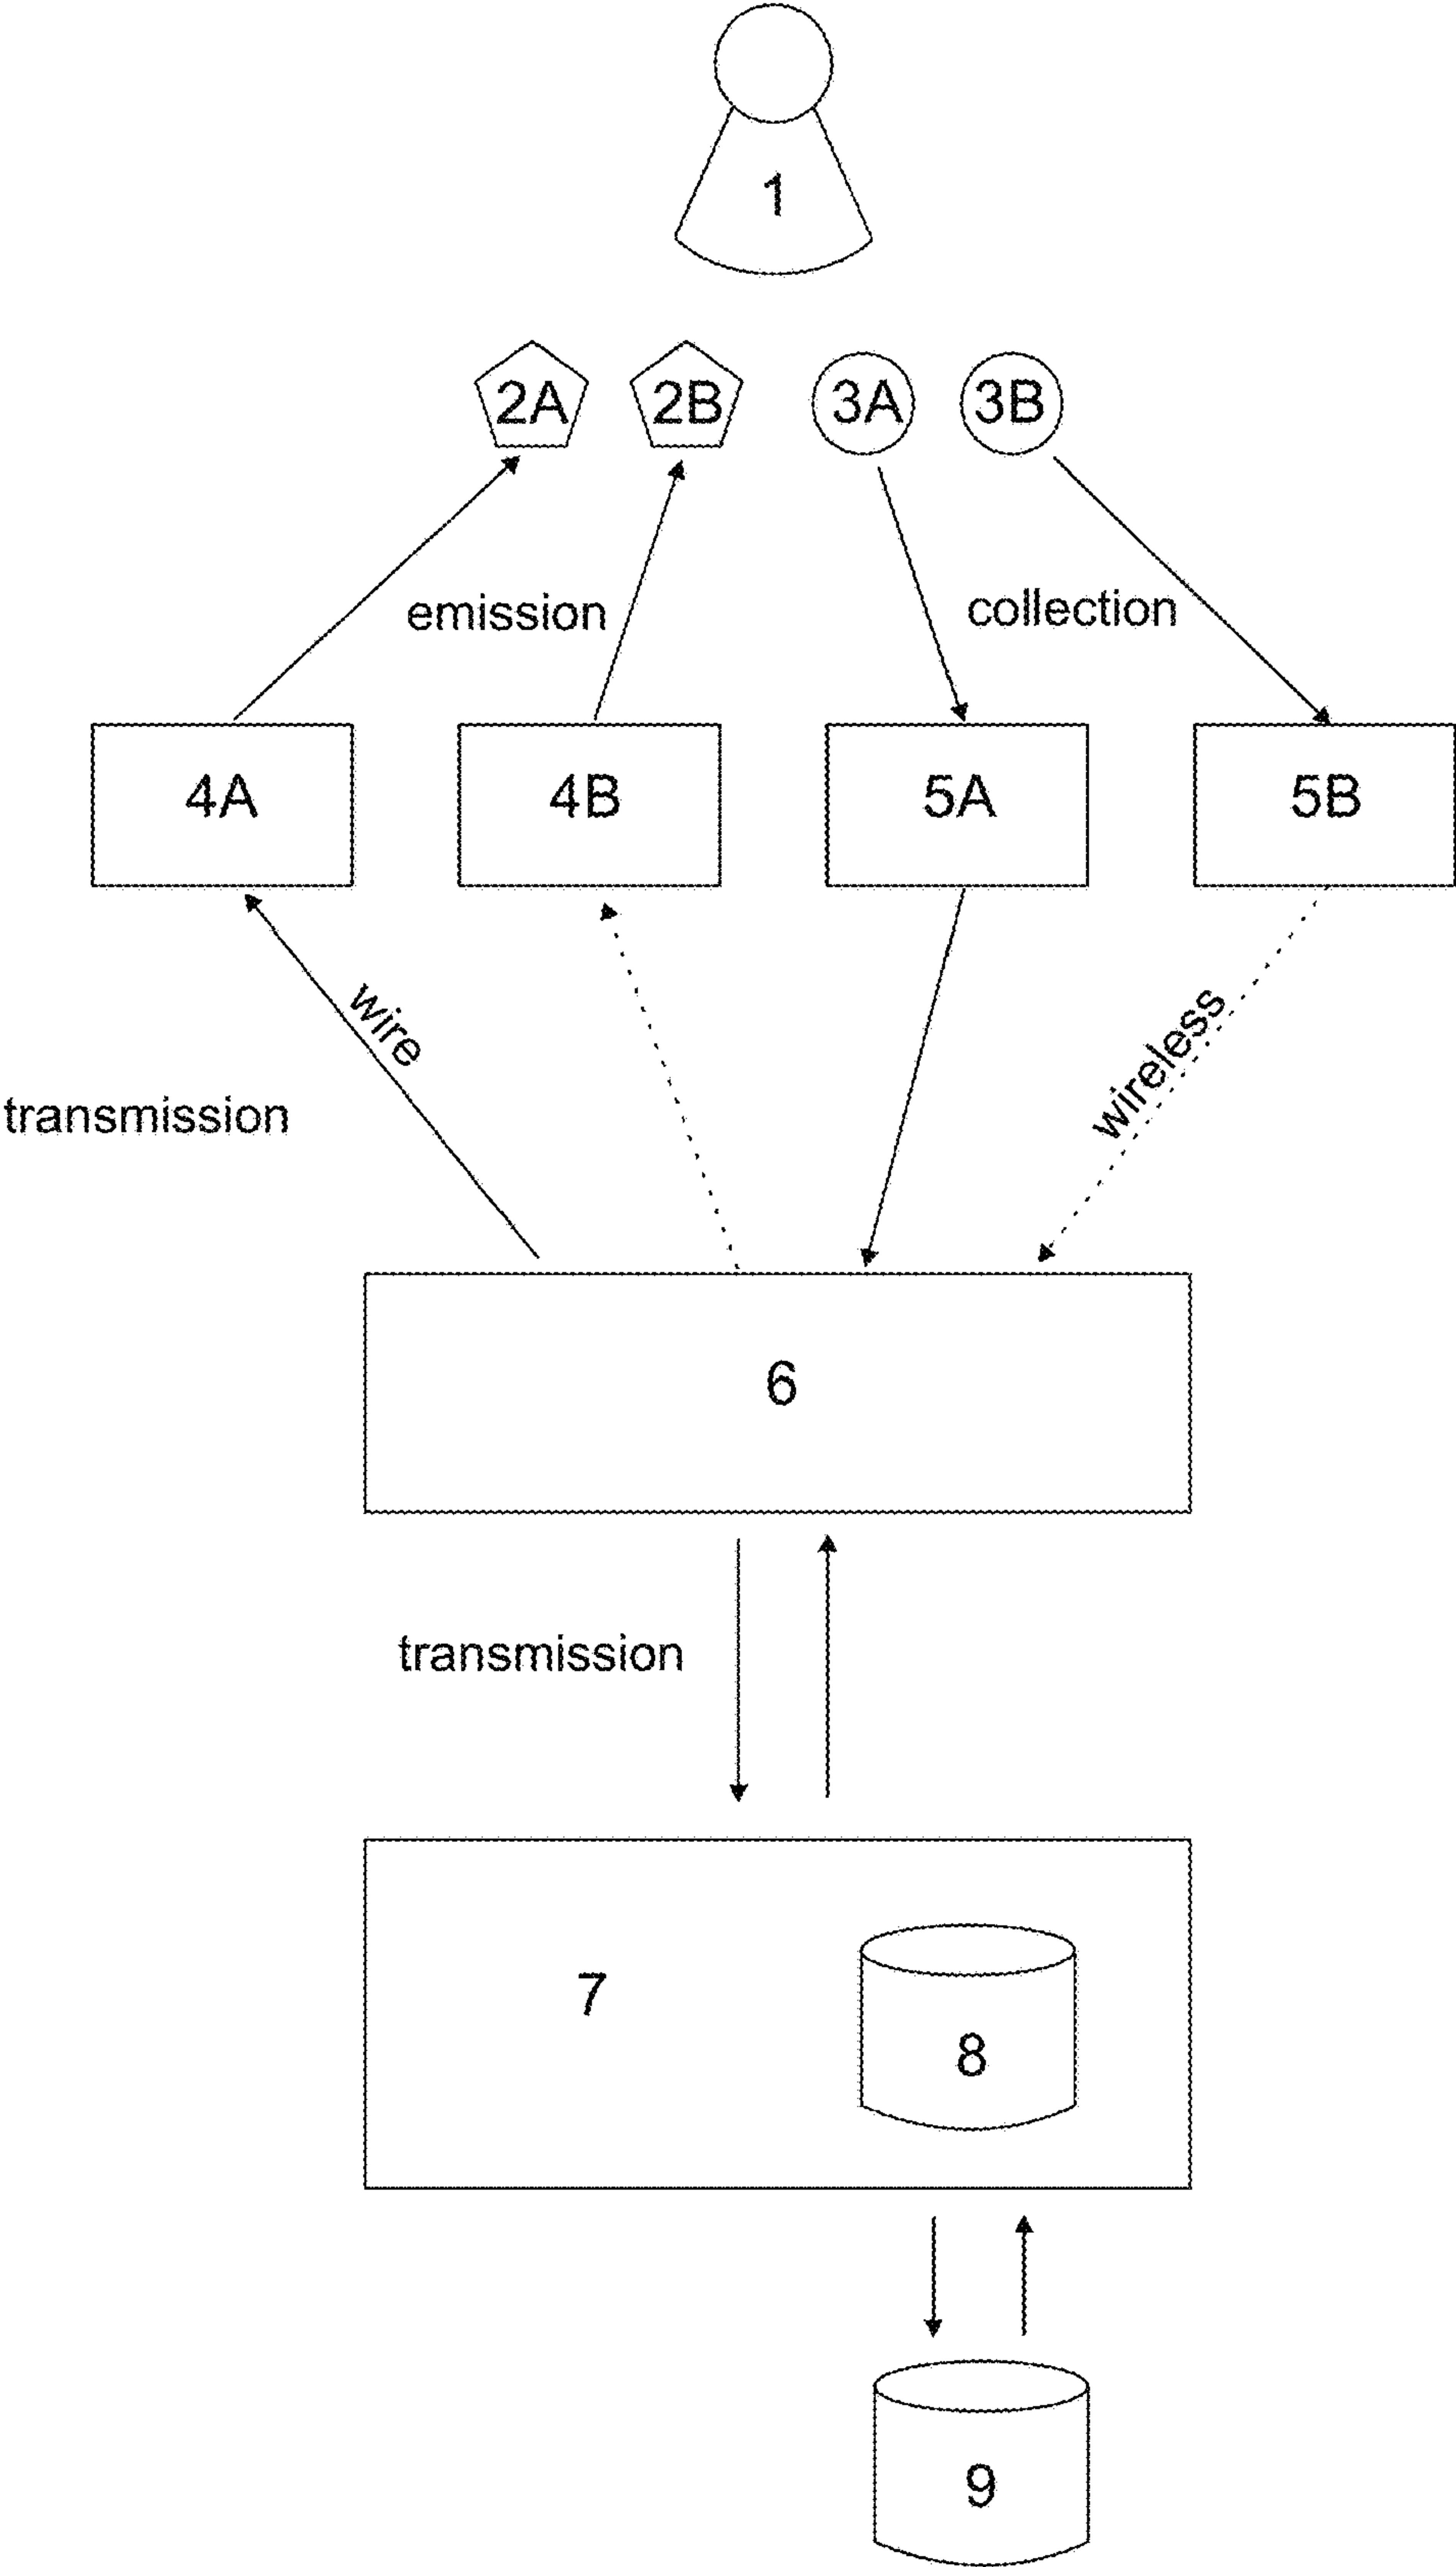 1
2A 2B 3A 3B
emission collection
4A 4B 5A 5B
wire
wireless
transmission
6
transmission
7
8
9